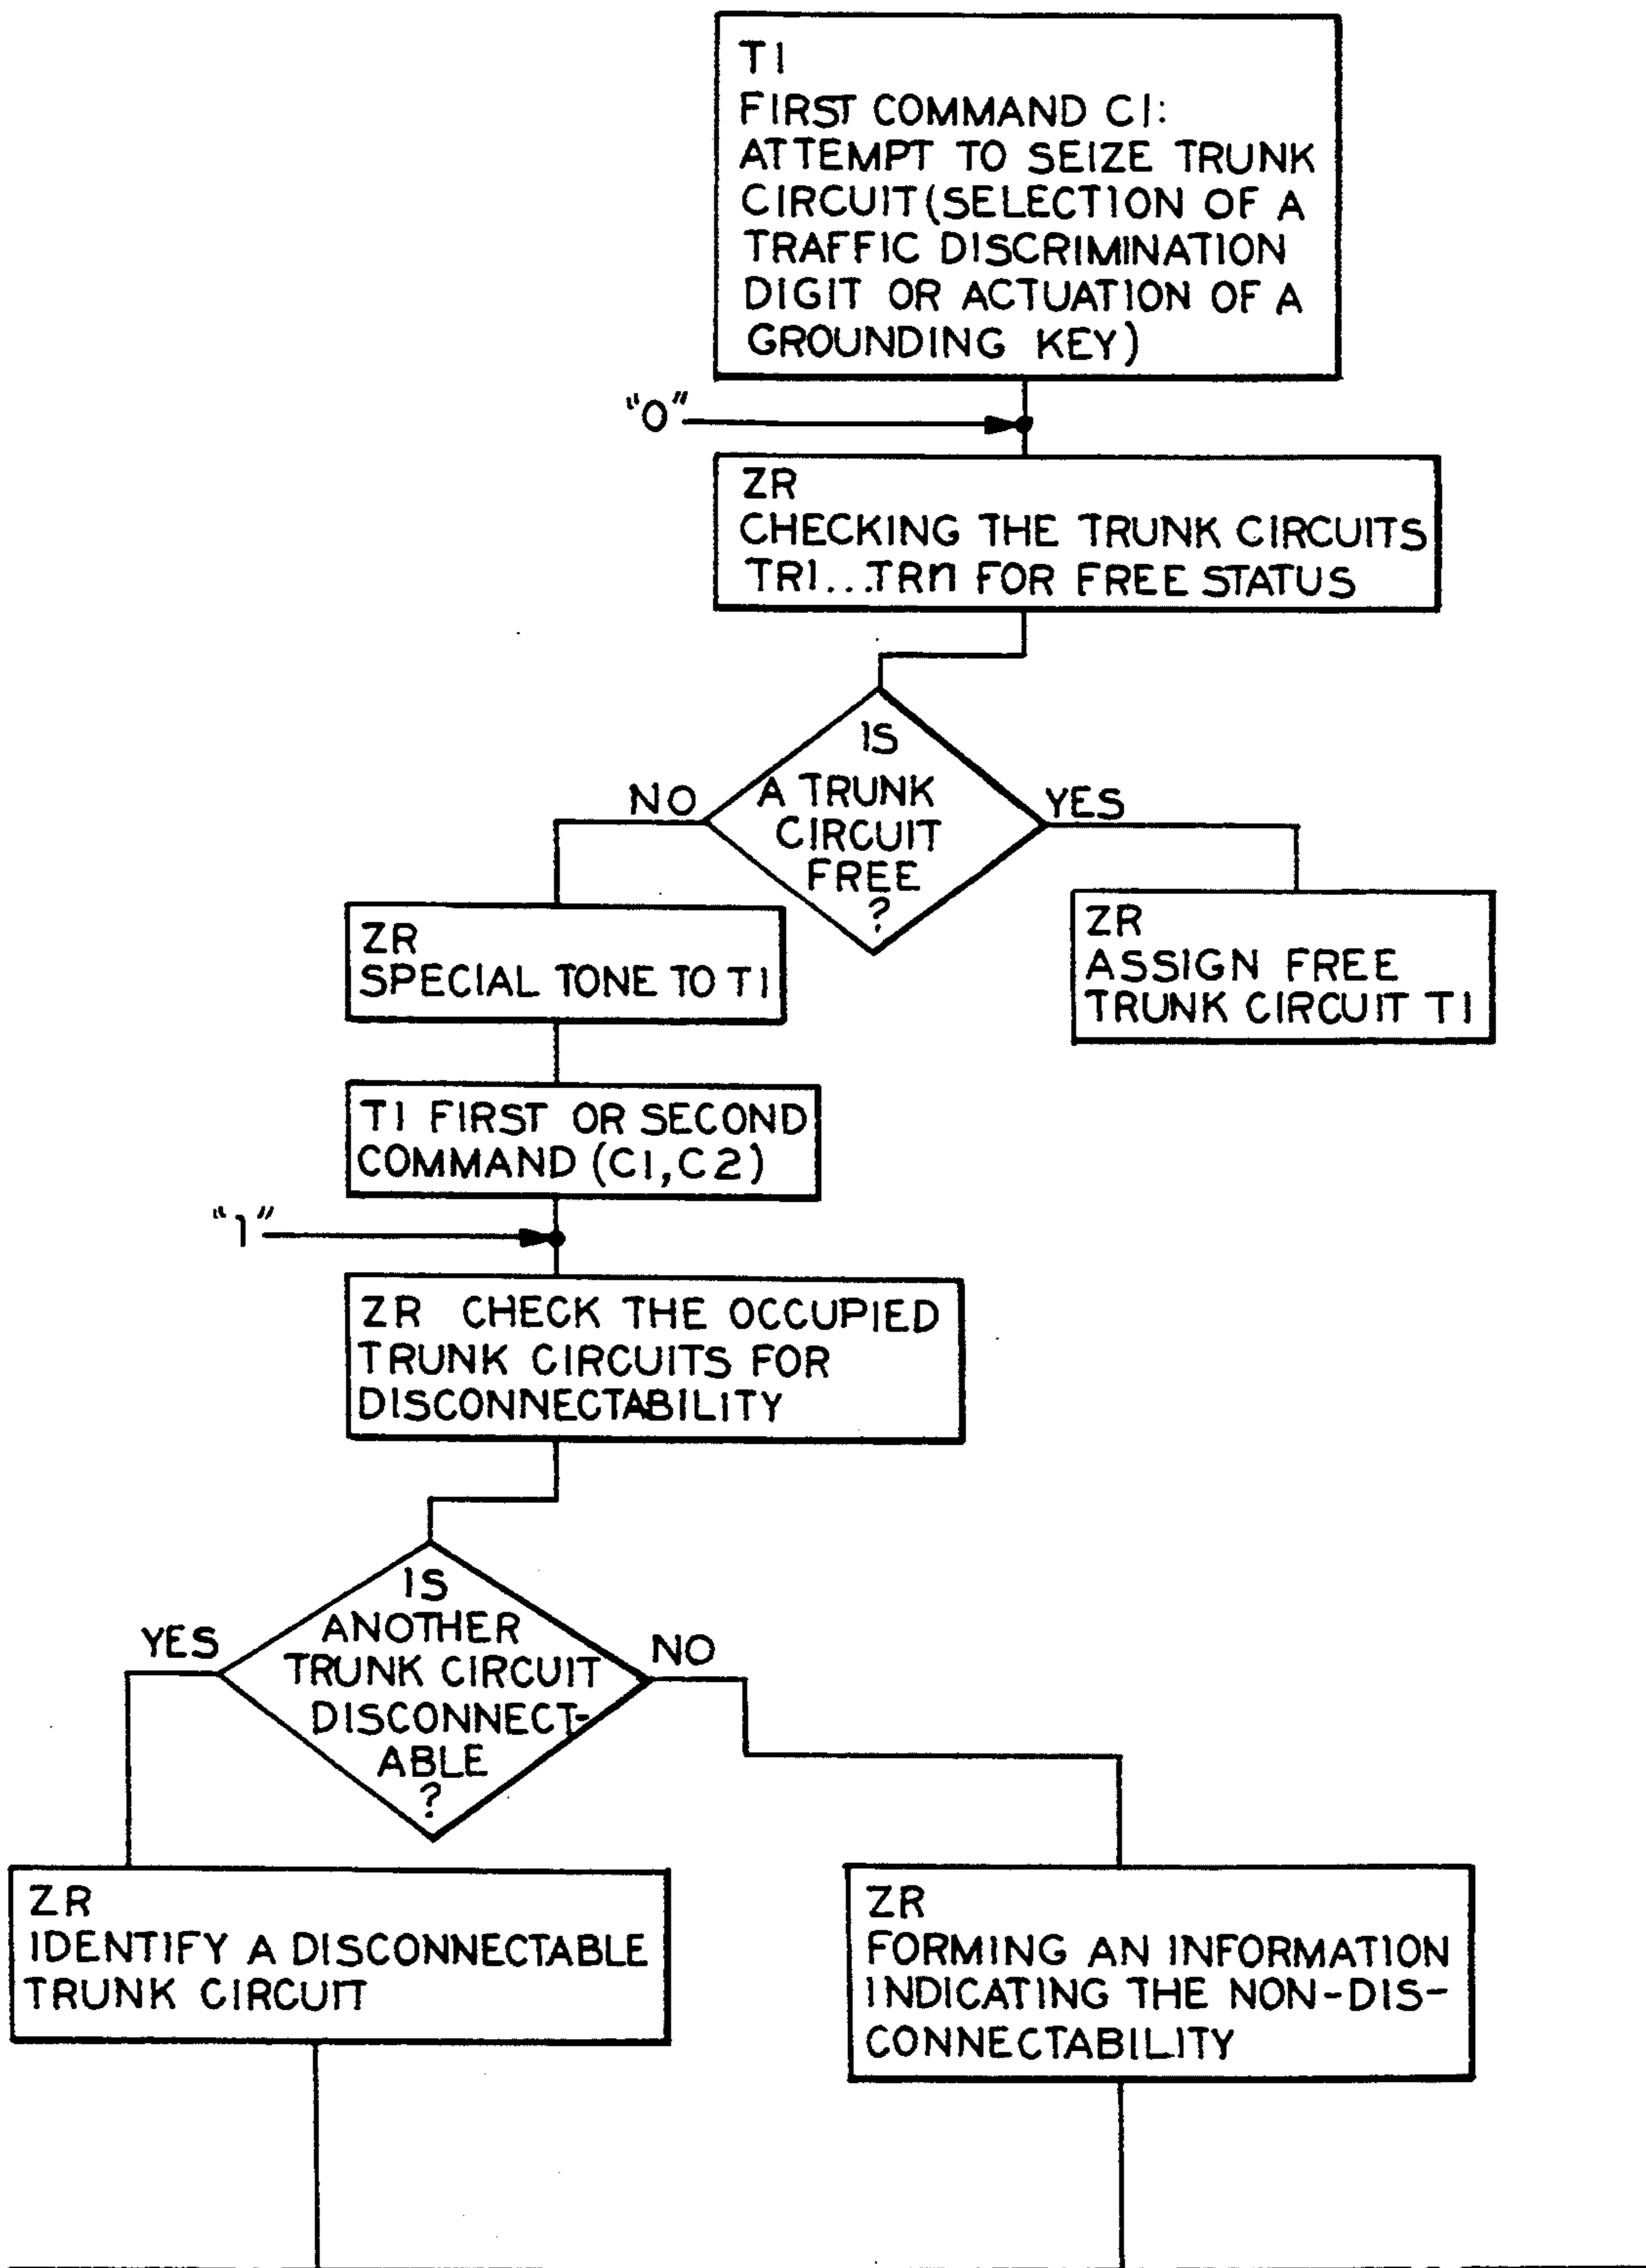 T1
FIRST COMMAND C1:
ATTEMPT TO SEIZE TRUNK
CIRCUIT (SELECTION OF A
TRAFFIC DISCRIMINATION
DIGIT OR ACTUATION OF A
GROUNDING KEY)
"0"
ZR
CHECKING THE TRUNK CIRCUITS
TR1...TRn FOR FREE STATUS
IS
A TRUNK
CIRCUIT
FREE
?
NO
YES
ZR
SPECIAL TONE TO T1
ZR
ASSIGN FREE
TRUNK CIRCUIT T1
T1 FIRST OR SECOND
COMMAND (C1,C2)
"1"
ZR CHECK THE OCCUPIED
TRUNK CIRCUITS FOR
DISCONNECTABILITY
IS
ANOTHER
TRUNK CIRCUIT
DISCONNECT-
ABLE
?
YES
NO
ZR
IDENTIFY A DISCONNECTABLE
TRUNK CIRCUIT
ZR
FORMING AN INFORMATION
INDICATING THE NON-DIS-
CONNECTABILITY